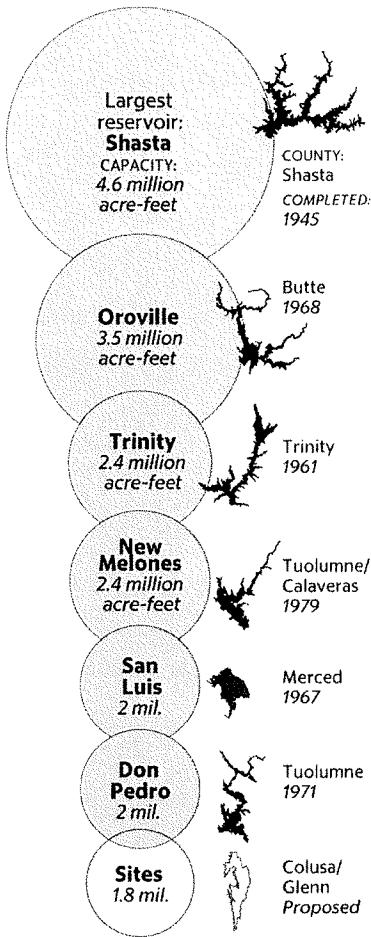 Largest
reservoir:
Shasta
CAPACITY:
4.6 million
acre-feet
COUNTY:
Shasta
COMPLETED:
1945
Oroville
3.5 million
acre-feet
Butte
1968
Trinity
2.4 million
acre-feet
Trinity
1961
New
Melones
2.4 million
acre-feet
Tuolumne/
Calaveras
1979
San
Luis
2 mil.
Merced
1967
Don
Pedro
2 mil.
Tuolumne
1971
Sites
1.8 mil.
Colusa/
Glenn
Proposed